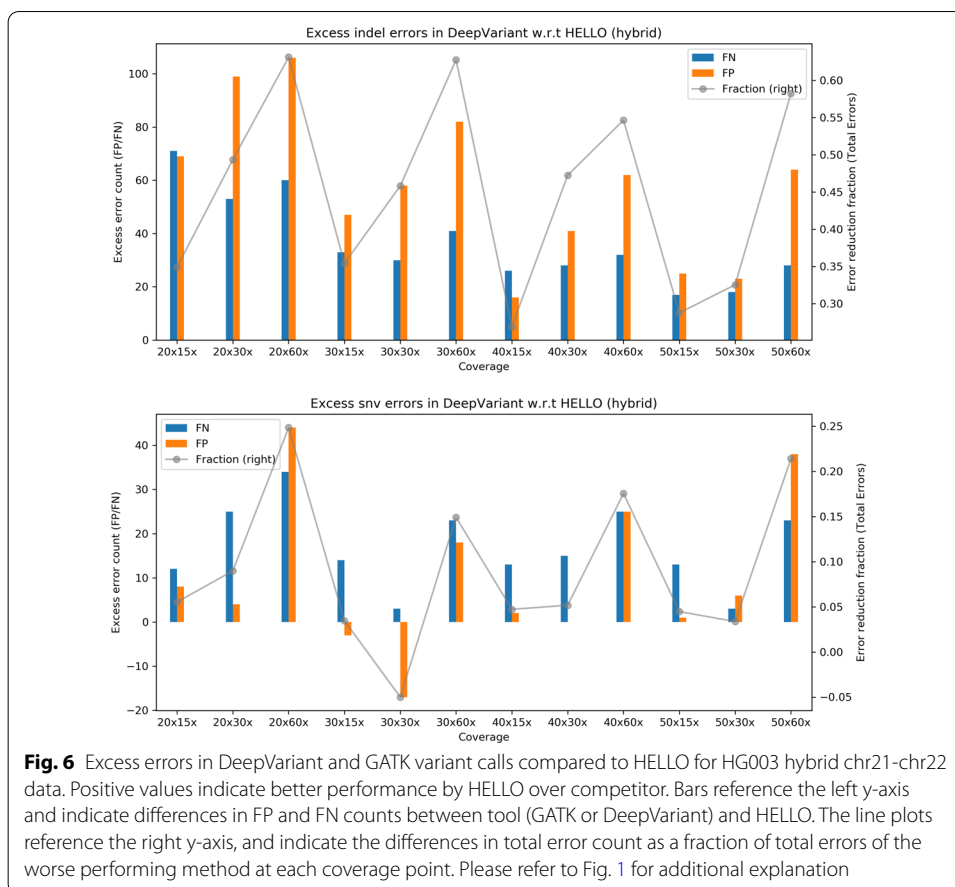 Excess indel errors in DeepVariant w.r.t HELLO (hybrid)
FN
FP
Fraction (right)
Excess error count (FP/FN)
100
80
60
40
20
0
Error reduction fraction (Total Errors)
0.60
0.55
0.50
0.45
0.40
0.35
0.30
20x15x 20x30x 20x60x 30x15x 30x30x 30x60x 40x15x 40x30x 40x60x 50x15x 50x30x 50x60x
Coverage
Excess snv errors in DeepVariant w.r.t HELLO (hybrid)
FN
FP
Fraction (right)
Excess error count (FP/FN)
40
30
20
10
0
−10
−20
Error reduction fraction (Total Errors)
0.25
0.20
0.15
0.10
0.05
0.00
−0.05
20x15x 20x30x 20x60x 30x15x 30x30x 30x60x 40x15x 40x30x 40x60x 50x15x 50x30x 50x60x
Coverage
Fig. 6 Excess errors in DeepVariant and GATK variant calls compared to HELLO for HG003 hybrid chr21-chr22
data. Positive values indicate better performance by HELLO over competitor. Bars reference the left y-axis
and indicate differences in FP and FN counts between tool (GATK or DeepVariant) and HELLO. The line plots
reference the right y-axis, and indicate the differences in total error count as a fraction of total errors of the
worse performing method at each coverage point. Please refer to Fig. 1 for additional explanation